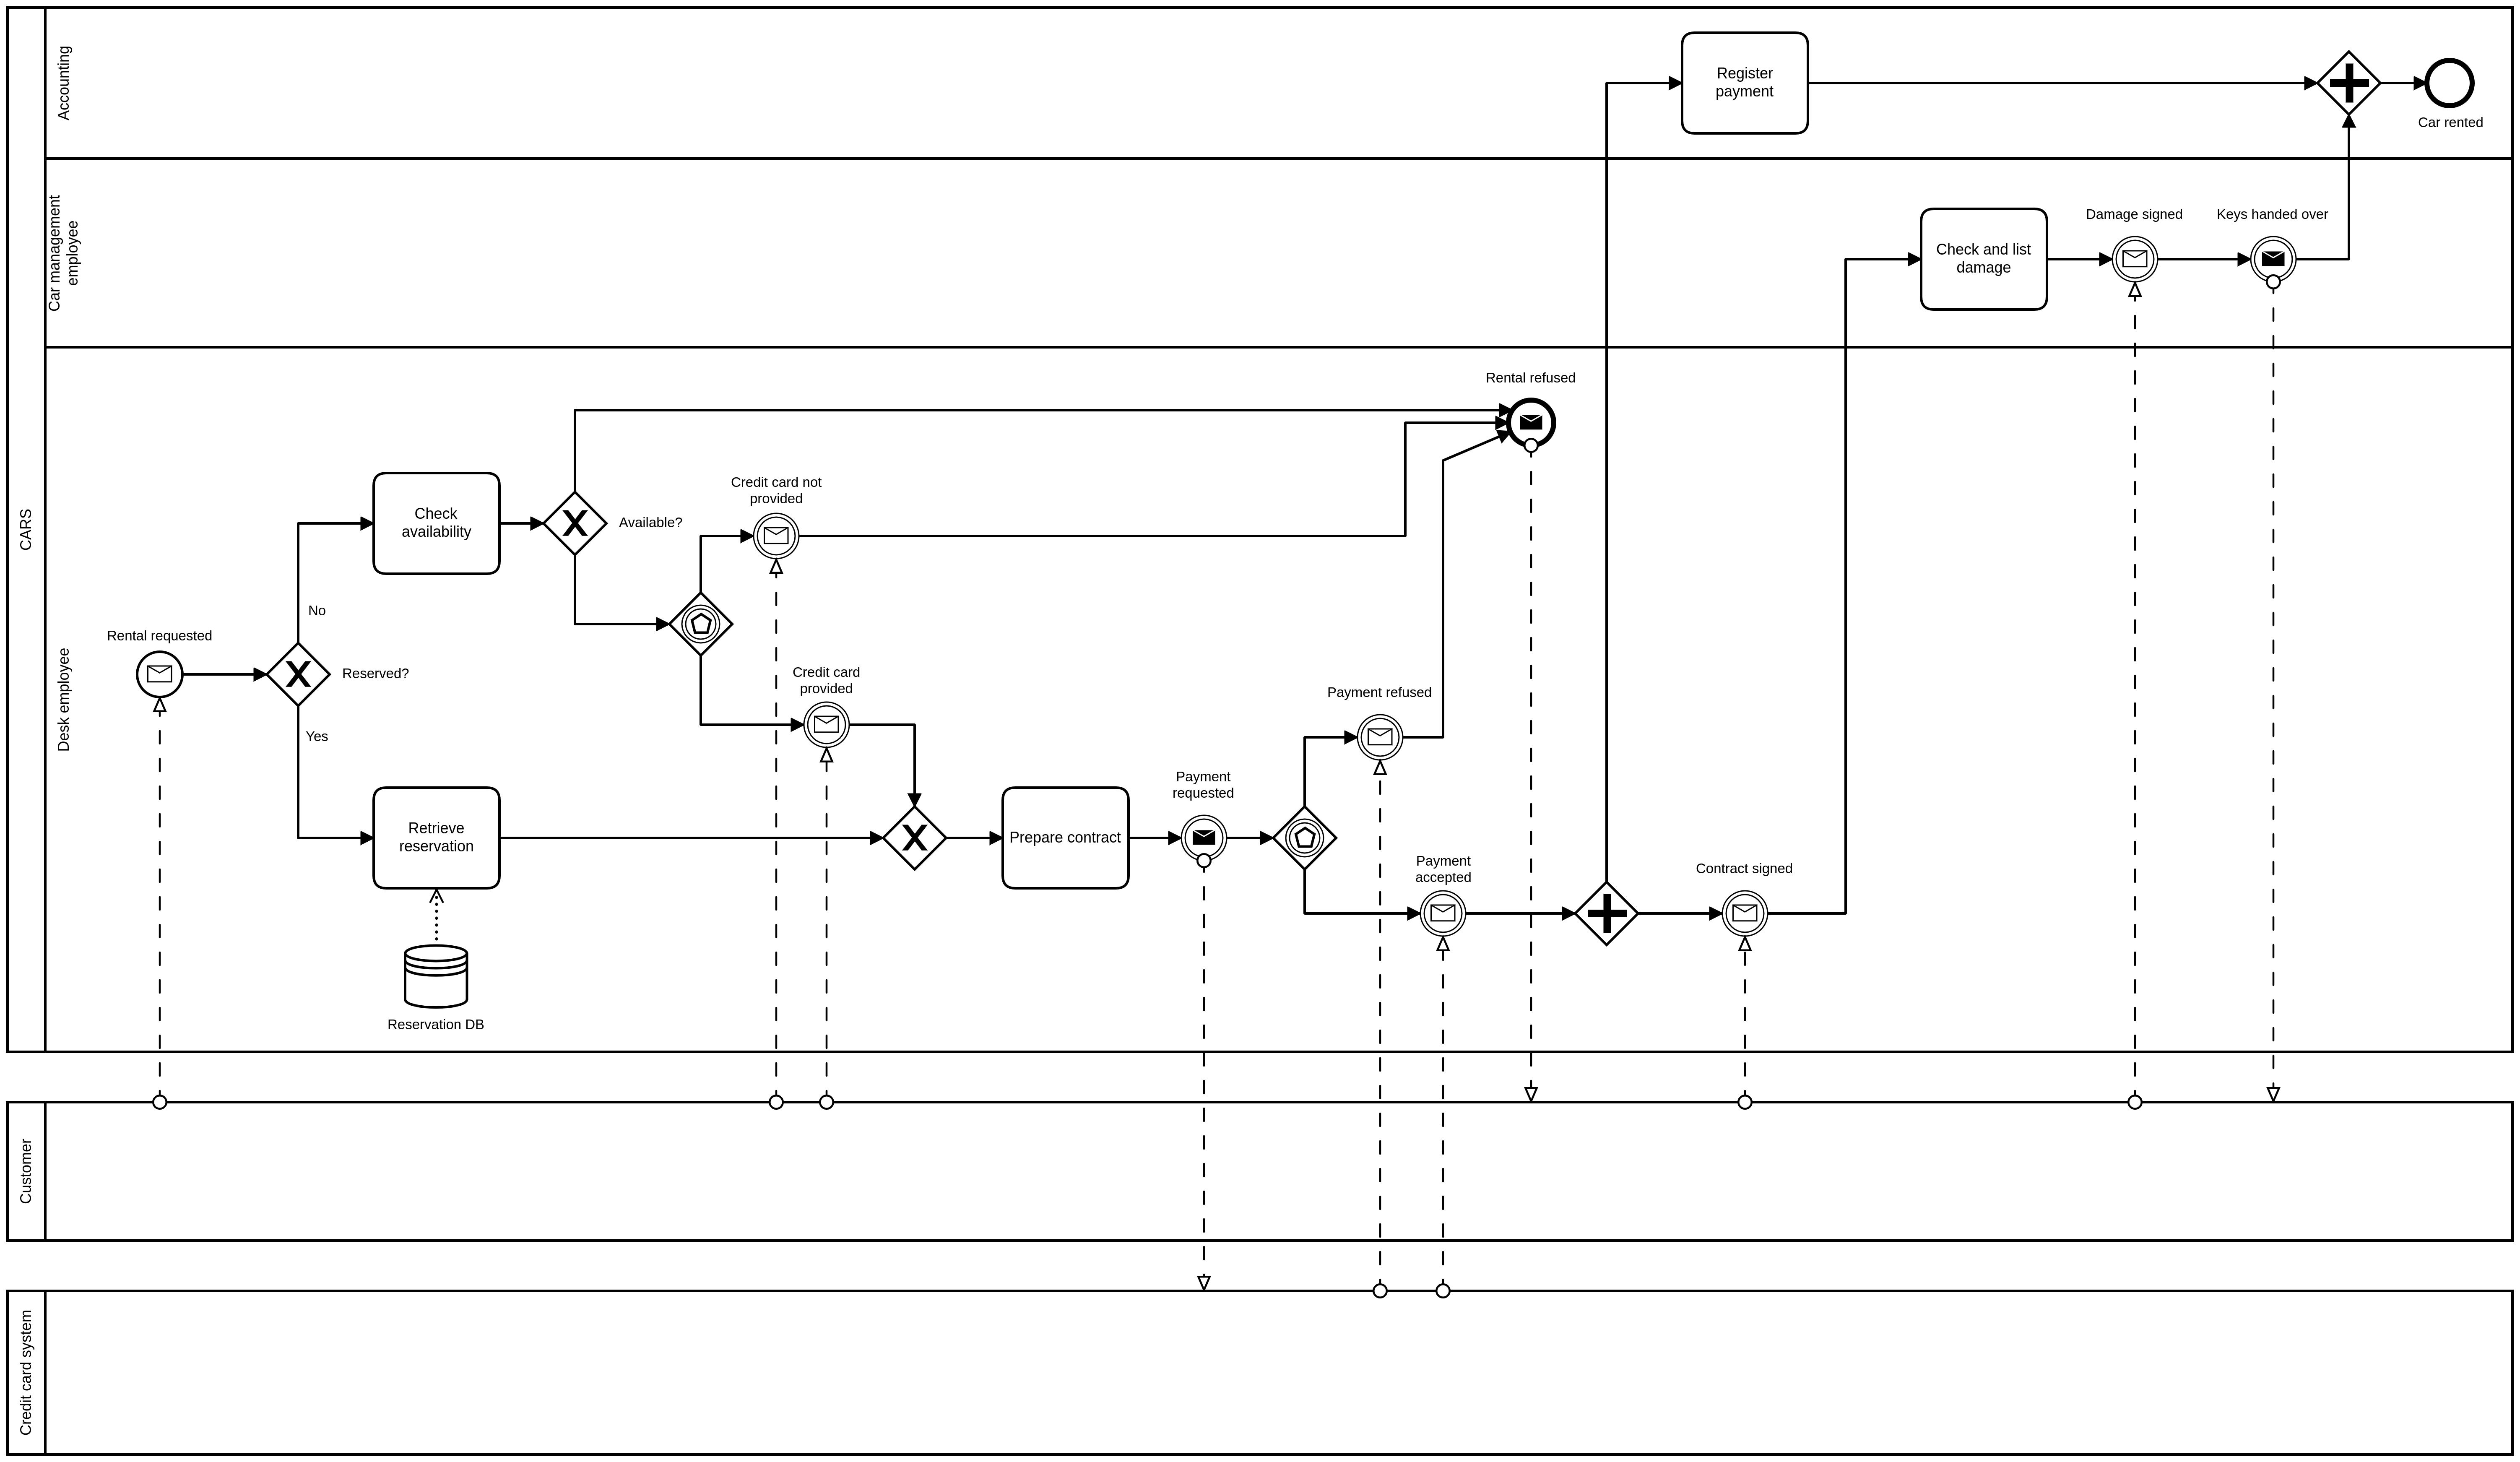 CARS
Accounting
Register
payment
Car rented
Car management
employee
Check and list
damage
Damage signed
Keys handed over
Desk employee
Rental refused
Credit card not
provided
Check
availability
Available?
No
Rental requested
Reserved?
Yes
Credit card
provided
Payment refused
Payment
requested
Retrieve
reservation
Prepare contract
Payment
accepted
Contract signed
Reservation DB
Customer
Credit card system